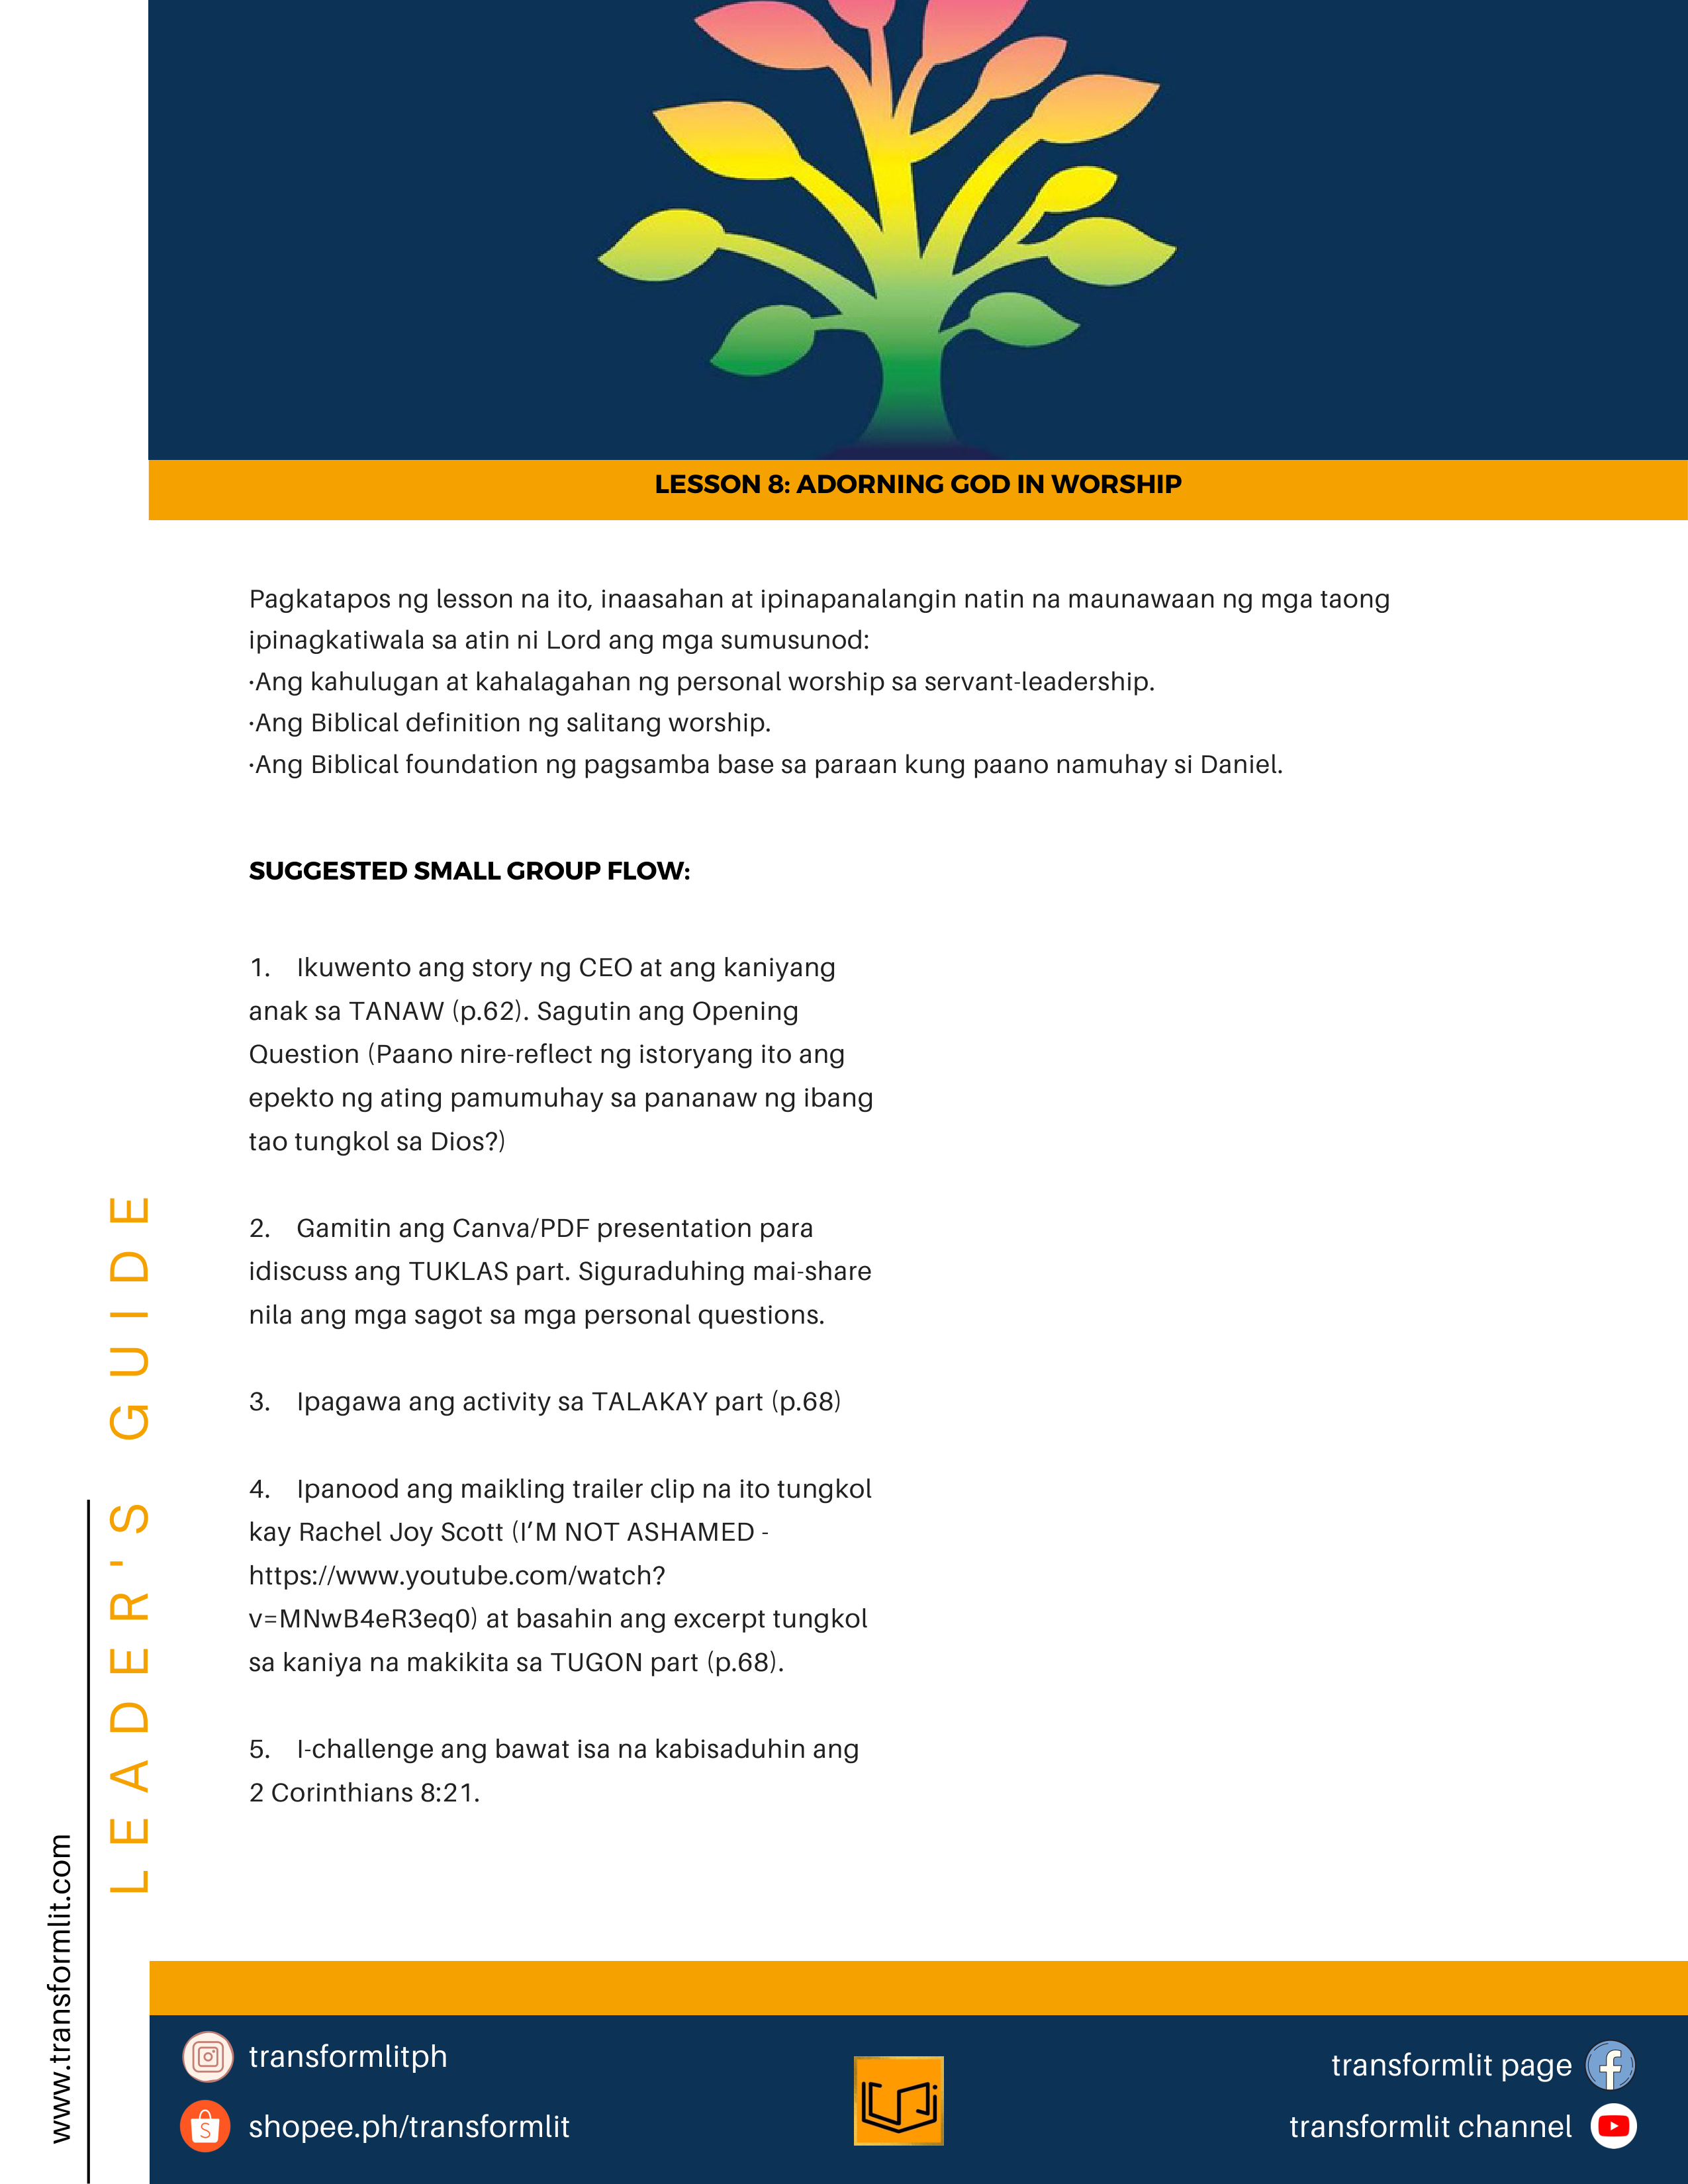 LESSON 8: ADORNING GOD IN WORSHIP
Pagkatapos ng lesson na ito, inaasahan at ipinapanalangin natin na maunawaan ng mga taong
ipinagkatiwala sa atin ni Lord ang mga sumusunod:
·Ang kahulugan at kahalagahan ng personal worship sa servant-leadership.
·Ang Biblical definition ng salitang worship.
·Ang Biblical foundation ng pagsamba base sa paraan kung paano namuhay si Daniel.
SUGGESTED SMALL GROUP FLOW:
1. Ikuwento ang story ng CEO at ang kaniyang
anak sa TANAW (p.62). Sagutin ang Opening
Question (Paano nire-reflect ng istoryang ito ang
epekto ng ating pamumuhay sa pananaw ng ibang
tao tungkol sa Dios?)
2. Gamitin ang Canva/PDF presentation para
idiscuss ang TUKLAS part. Siguraduhing mai-share
nila ang mga sagot sa mga personal questions.
3. Ipagawa ang activity sa TALAKAY part (p.68)
4. Ipanood ang maikling trailer clip na ito tungkol
kay Rachel Joy Scott (I’M NOT ASHAMED -
https://www.youtube.com/watch?
v=MNwB4eR3eq0) at basahin ang excerpt tungkol
sa kaniya na makikita sa TUGON part (p.68).
5. I-challenge ang bawat isa na kabisaduhin ang
2 Corinthians 8:21.
LEADER'S GUIDE
www.transformlit.com
transformlitph
shopee.ph/transformlit
transformlit page
transformlit channel